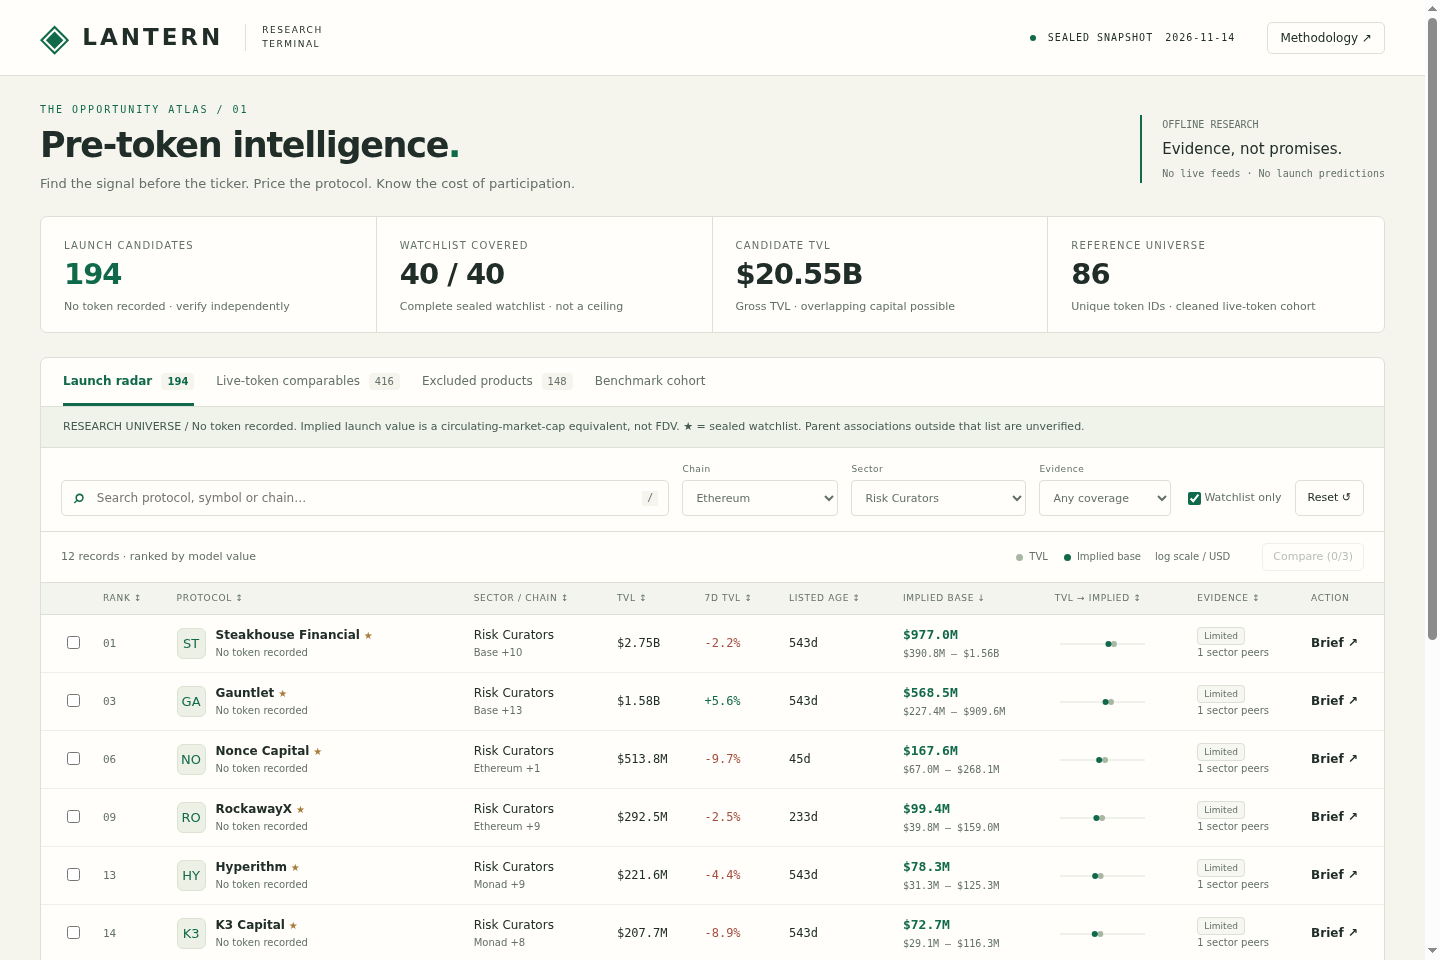 LANTERN
RESEARCH
TERMINAL
SEALED SNAPSHOT 2026-11-14
Methodology ↗
THE OPPORTUNITY ATLAS / 01
Pre-token intelligence.
Find the signal before the ticker. Price the protocol. Know the cost of participation.
OFFLINE RESEARCH
Evidence, not promises.
No live feeds · No launch predictions
LAUNCH CANDIDATES
194
No token recorded · verify independently
WATCHLIST COVERED
40 / 40
Complete sealed watchlist · not a ceiling
CANDIDATE TVL
$20.55B
Gross TVL · overlapping capital possible
REFERENCE UNIVERSE
86
Unique token IDs · cleaned live-token cohort
Launch radar 194 Live-token comparables 416 Excluded products 148 Benchmark cohort
RESEARCH UNIVERSE / No token recorded. Implied launch value is a circulating-market-cap equivalent, not FDV. ★ = sealed watchlist. Parent associations outside that list are unverified.
Chain Sector Evidence
Search protocol, symbol or chain... / Ethereum Risk Curators Any coverage Watchlist only Reset ↺
12 records · ranked by model value TVL Implied base log scale / USD Compare (0/3)
RANK ↕ PROTOCOL ↕ SECTOR / CHAIN ↕ TVL ↕ 7D TVL ↕ LISTED AGE ↕ IMPLIED BASE ↓ TVL → IMPLIED ↕ EVIDENCE ↕ ACTION
01 ST Steakhouse Financial ★ Risk Curators $2.75B -2.2% 543d $977.0M Limited Brief ↗
No token recorded Base +10 $390.8M — $1.56B 1 sector peers
03 GA Gauntlet ★ Risk Curators $1.58B +5.6% 543d $568.5M Limited Brief ↗
No token recorded Base +13 $227.4M — $909.6M 1 sector peers
06 NO Nonce Capital ★ Risk Curators $513.8M -9.7% 45d $167.6M Limited Brief ↗
No token recorded Ethereum +1 $67.0M — $268.1M 1 sector peers
09 RO RockawayX ★ Risk Curators $292.5M -2.5% 233d $99.4M Limited Brief ↗
No token recorded Ethereum +9 $39.8M — $159.0M 1 sector peers
13 HY Hyperithm ★ Risk Curators $221.6M -4.4% 543d $78.3M Limited Brief ↗
No token recorded Monad +9 $31.3M — $125.3M 1 sector peers
14 K3 K3 Capital ★ Risk Curators $207.7M -8.9% 543d $72.7M Limited Brief ↗
No token recorded Monad +8 $29.1M — $116.3M 1 sector peers